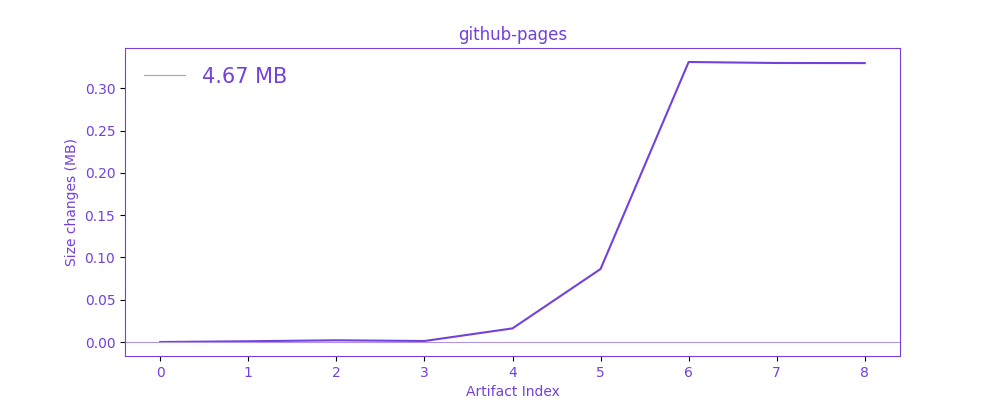 github-pages
4.67 MB
Size changes (MB)
0.30
0.25
0.20
0.15
0.10
0.05
0.00
0 1 2 3 4 5 6 7 8
Artifact Index